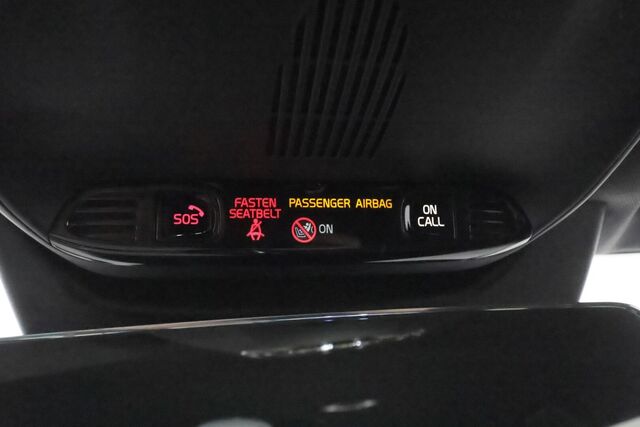 SOS
FASTEN
SEATBELT
PASSENGER AIRBAG
ON
ON
CALL